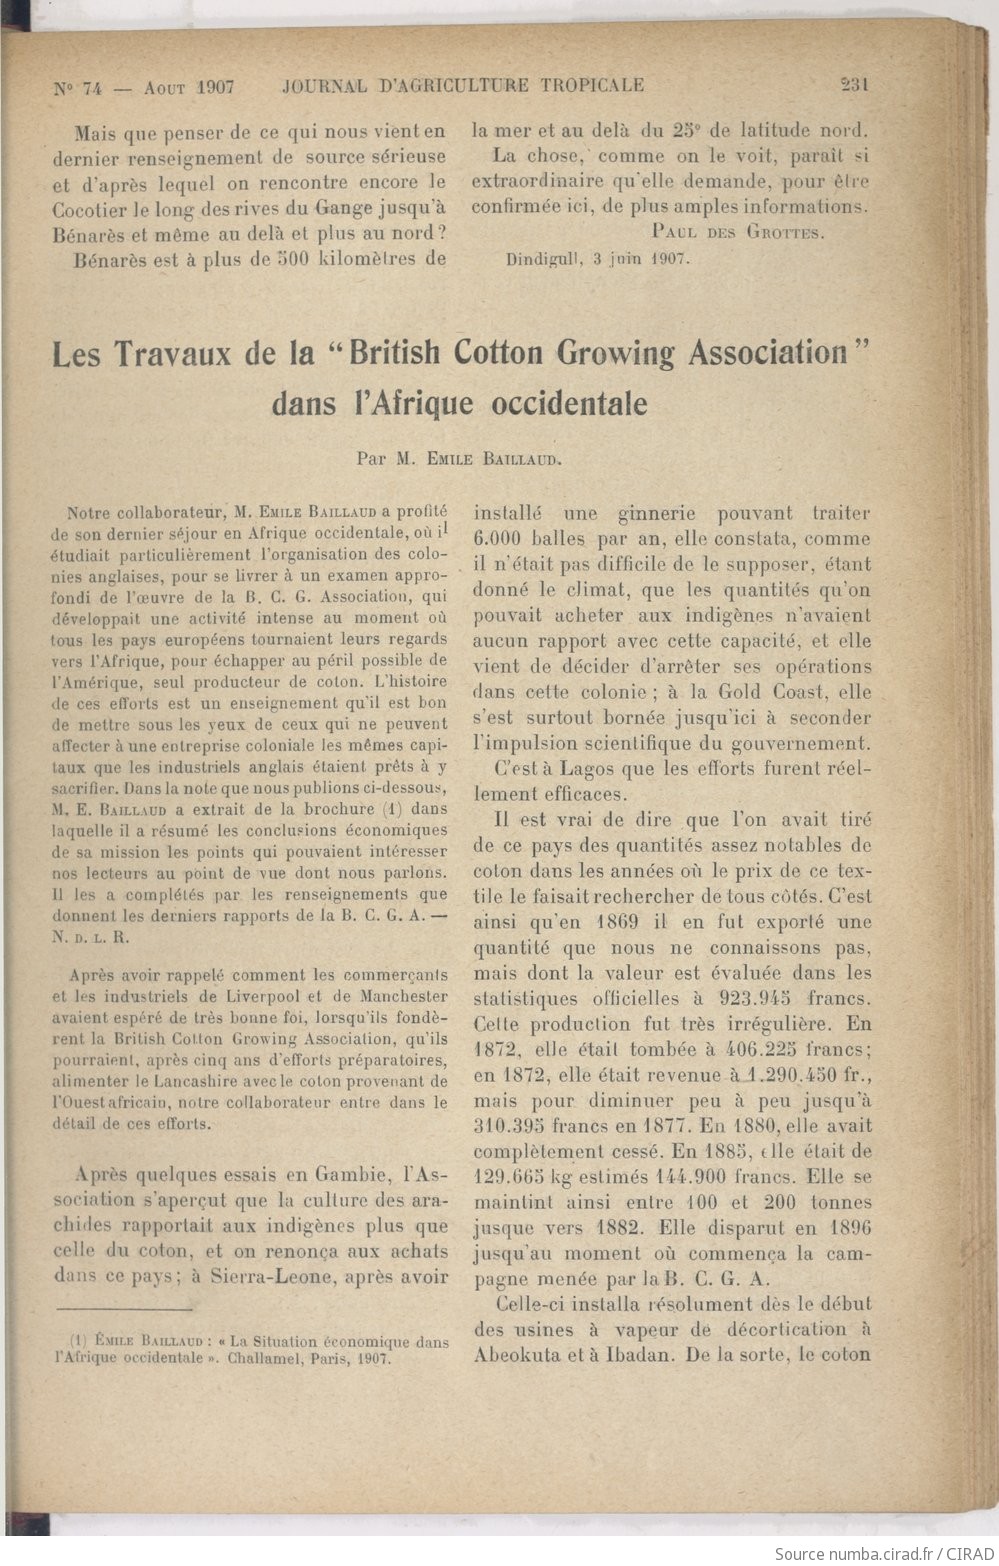 Nº 74 — AOUT 1907 JOURNAL D'AGRICULTURE TROPICALE 231
Mais que penser de ce qui nous vient en
dernier renseignement de source sérieuse
et d'après lequel on rencontre encore le
Cocotier le long des rives du Gange jusqu'à
Bénarès et même au delà et plus au nord ?
Bénarès est à plus de 500 kilomètres de
la mer et au delà du 25º de latitude nord.
La chose, comme on le voit, paraît si
extraordinaire qu'elle demande, pour être
confirmée ici, de plus amples informations.
PAUL DES GROTTES.
Dindigull, 3 juin 1907.
Les Travaux de la “ British Cotton Growing Association ”
dans l'Afrique occidentale
Par M. EMILE BAILLAUD.
Notre collaborateur, M. EMILE BAILLAUD a profité
de son dernier séjour en Afrique occidentale, où il
étudiait particulièrement l'organisation des colo-
nies anglaises, pour se livrer à un examen appro-
fondi de l'œuvre de la B. C. G. Association, qui
développait une activité intense au moment où
tous les pays européens tournaient leurs regards
vers l'Afrique, pour échapper au péril possible de
l'Amérique, seul producteur de coton. L'histoire
de ces efforts est un enseignement qu'il est bon
de mettre sous les yeux de ceux qui ne peuvent
affecter à une entreprise coloniale les mêmes capi-
taux que les industriels anglais étaient prêts à y
sacrifier. Dans la note que nous publions ci-dessous,
M. E. BAILLAUD a extrait de la brochure (1) dans
laquelle il a résumé les conclusions économiques
de sa mission les points qui pouvaient intéresser
nos lecteurs au point de vue dont nous parlons.
Il les a complétés par les renseignements que
donnent les derniers rapports de la B. C. G. A. —
N. D. L. R.
Après avoir rappelé comment les commerçants
et les industriels de Liverpool et de Manchester
avaient espéré de très bonne foi, lorsqu'ils fondè-
rent la British Cotton Growing Association, qu'ils
pourraient, après cinq ans d'efforts préparatoires,
alimenter le Lancashire avec le coton provenant de
l'Ouest africain, notre collaborateur entre dans le
détail de ces efforts.
Après quelques essais en Gambie, l'As-
sociation s'aperçut que la culture des ara-
chides rapportait aux indigènes plus que
celle du coton, et on renonça aux achats
dans ce pays ; à Sierra-Leone, après avoir
(1) ÉMILE BAILLAUD : « La Situation économique dans
l'Afrique occidentale ». Challamel, Paris, 1907.
installé une ginnerie pouvant traiter
6.000 balles par an, elle constata, comme
il n'était pas difficile de le supposer, étant
donné le climat, que les quantités qu'on
pouvait acheter aux indigènes n'avaient
aucun rapport avec cette capacité, et elle
vient de décider d'arrêter ses opérations
dans cette colonie ; à la Gold Coast, elle
s'est surtout bornée jusqu'ici à seconder
l'impulsion scientifique du gouvernement.
C'est à Lagos que les efforts furent réel-
lement efficaces.
Il est vrai de dire que l'on avait tiré
de ce pays des quantités assez notables de
coton dans les années où le prix de ce tex-
tile le faisait rechercher de tous côtés. C'est
ainsi qu'en 1869 il en fut exporté une
quantité que nous ne connaissons pas,
mais dont la valeur est évaluée dans les
statistiques officielles à 923.945 francs.
Cette production fut très irrégulière. En
1872, elle était tombée à 406.225 francs ;
en 1872, elle était revenue à 1.290.450 fr.,
mais pour diminuer peu à peu jusqu'à
310.395 francs en 1877. En 1880, elle avait
complètement cessé. En 1885, elle était de
129.665 kg estimés 144.900 francs. Elle se
maintint ainsi entre 100 et 200 tonnes
jusque vers 1882. Elle disparut en 1896
jusqu'au moment où commença la cam-
pagne menée par la B. C. G. A.
Celle-ci installa résolument dès le début
des usines à vapeur de décortication à
Abeokuta et à Ibadan. De la sorte, le coton
Source numba.cirad.fr / CIRAD